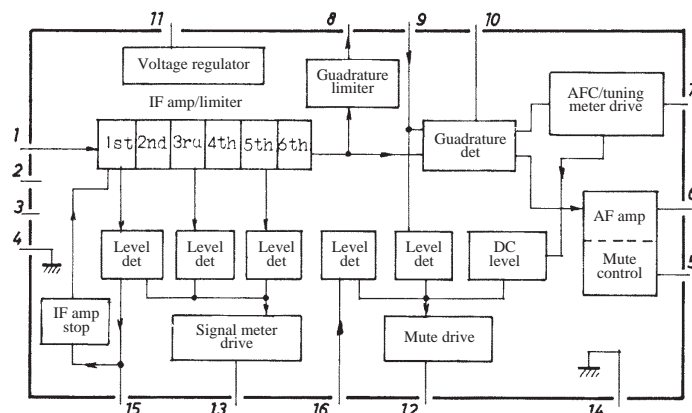 11
8
9
10
Voltage regulator
Guadrature
limiter
AFC/tuning
meter drive
7
IF amp/limiter
1
1st 2nd 3ru 4th 5th 6th
Guadrature
det
2
3
4
6
AF amp
Mute
control
5
Level
det
Level
det
Level
det
Level
det
Level
det
DC
level
IF amp
stop
Signal meter
drive
Mute drive
15
13
16
12
14